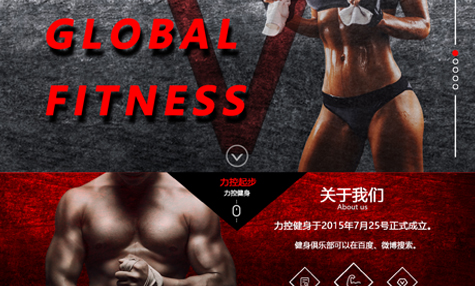 GLOBAL
FITNESS
力控起步
力控健身
关于我们
About us
力控健身于2015年7月25号正式成立。
健身俱乐部可以在百度、微博搜索。